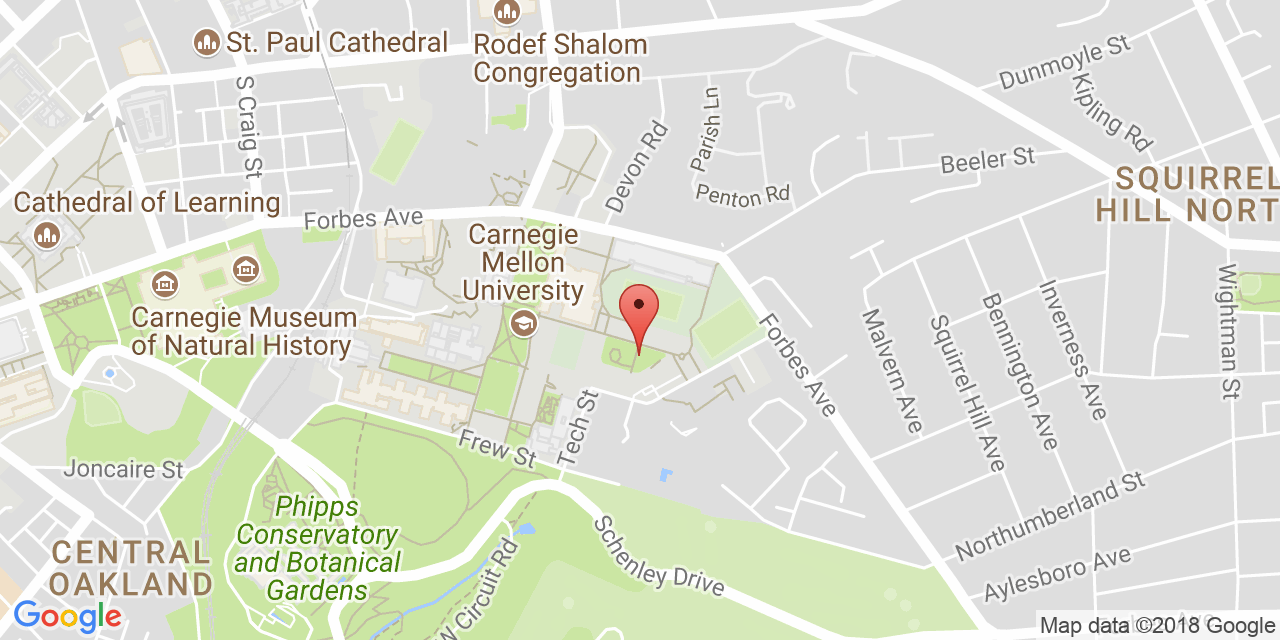 St. Paul Cathedral
Rodef Shalom
Congregation
Dunmoyle St
Kipling Rd
S Craig St
Parish Ln
Devon Rd
Beeler St
Penton Rd
SQUIRREL
HILL NORT
Cathedral of Learning
Forbes Ave
Carnegie
Mellon
University
Carnegie Museum
of Natural History
Wightman St
Inverness Ave
Bennington Ave
Squirrel Hill Ave
Malvern Ave
Forbes Ave
Tech St
Frew St
Joncaire St
Phipps
Conservatory
and Botanical
Gardens
Northumberland St
Schenley Drive
W Circuit Rd
Aylesboro Ave
CENTRAL
OAKLAND
Google
Map data ©2018 Google